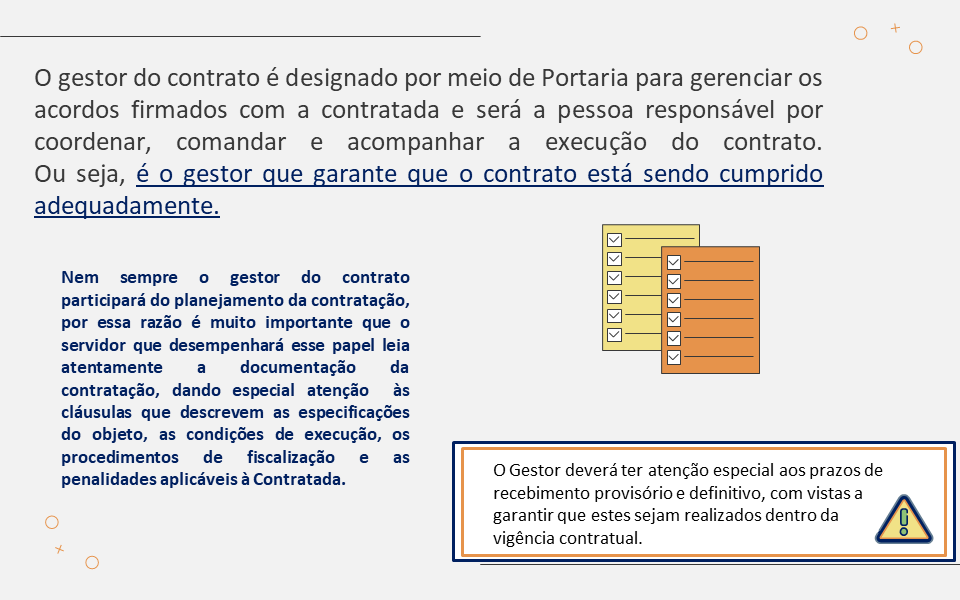 O gestor do contrato é designado por meio de Portaria para gerenciar os
acordos firmados com a contratada e será a pessoa responsável por
coordenar, comandar e acompanhar a execução do contrato.
Ou seja, é o gestor que garante que o contrato está sendo cumprido
adequadamente.
Nem sempre o gestor do contrato
participará do planejamento da contratação,
por essa razão é muito importante que o
servidor que desempenhará esse papel leia
atentamente a documentação da
contratação, dando especial atenção às
cláusulas que descrevem as especificações
do objeto, as condições de execução, os
procedimentos de fiscalização e as
penalidades aplicáveis à Contratada.
O Gestor deverá ter atenção especial aos prazos de
recebimento provisório e definitivo, com vistas a
garantir que estes sejam realizados dentro da
vigência contratual.